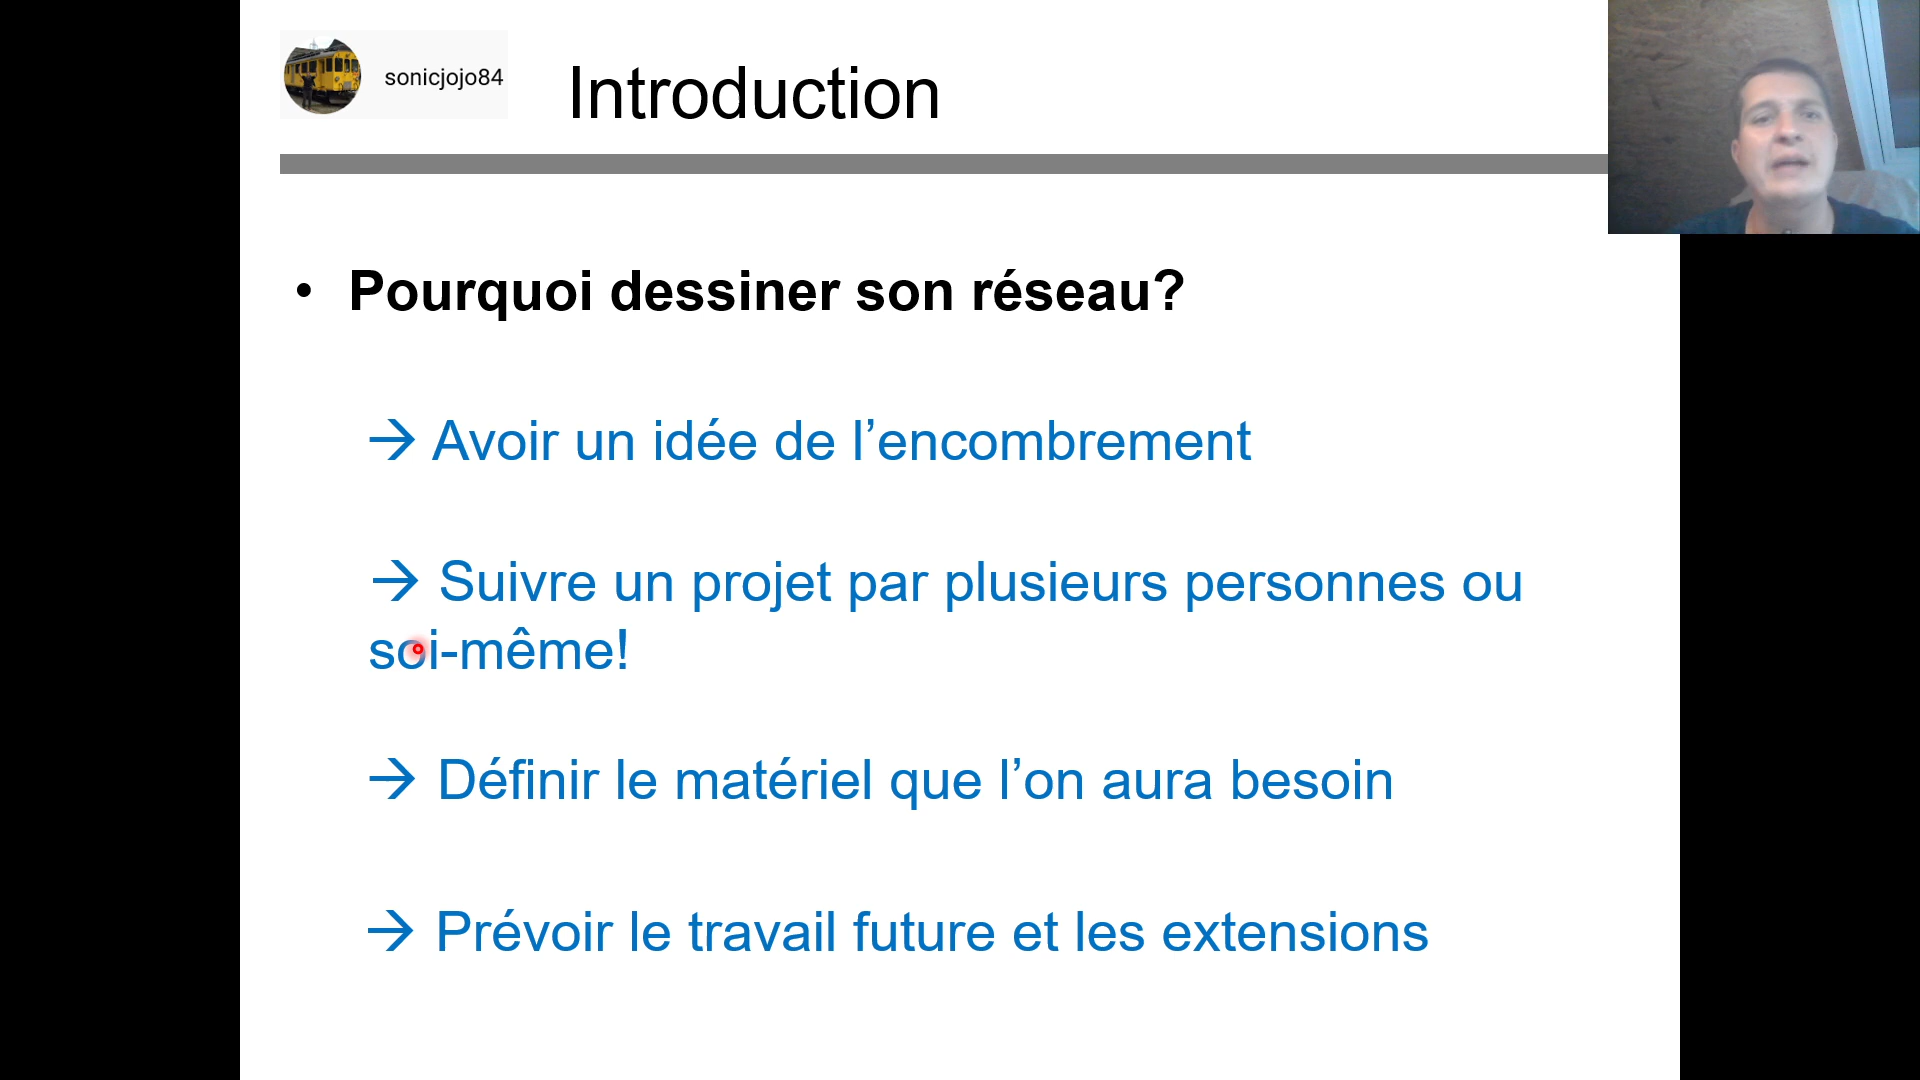 sonicjojo84
Introduction
• Pourquoi dessiner son réseau?
→ Avoir un idée de l’encombrement
→ Suivre un projet par plusieurs personnes ou
soi-même!
→ Définir le matériel que l’on aura besoin
→ Prévoir le travail future et les extensions